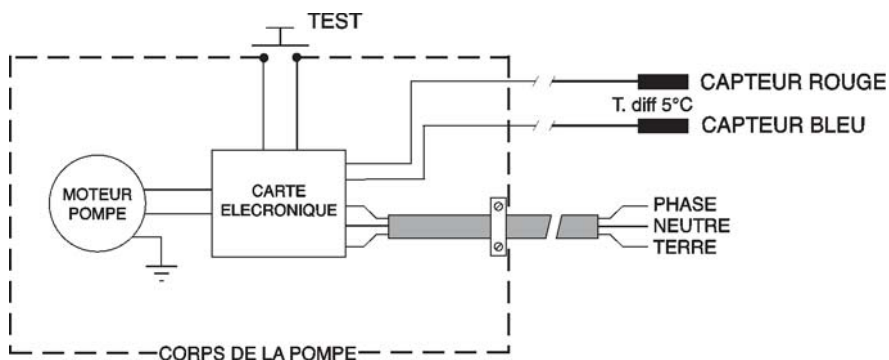 TEST
CAPTEUR ROUGE
T. diff 5°C
CAPTEUR BLEU
MOTEUR
POMPE
CARTE
ELECRONIQUE
PHASE
NEUTRE
TERRE
CORPS DE LA POMPE